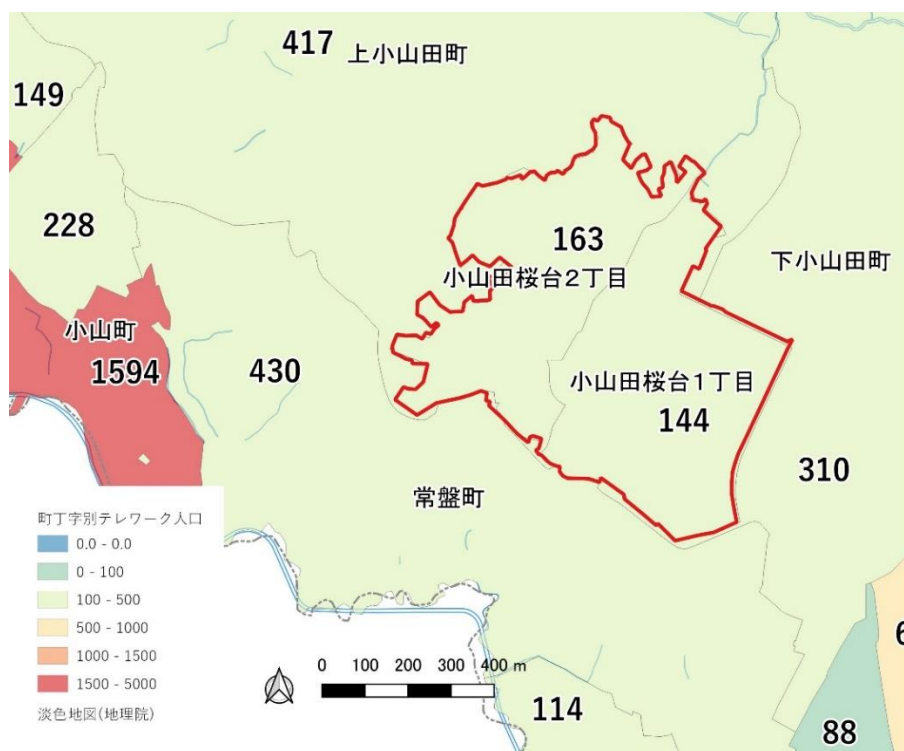 417
上小山田町
149
228
163
下小山田町
小山田桜台2丁目
小山町
1594
430
小山田桜台1丁目
144
310
常盤町
町丁字別テレワーク人口
0.0 - 0.0
0 - 100
100 - 500
500 - 1000
1000 - 1500
1500 - 5000
淡色地図(地理院)
0 100 200 300 400 m
114
88